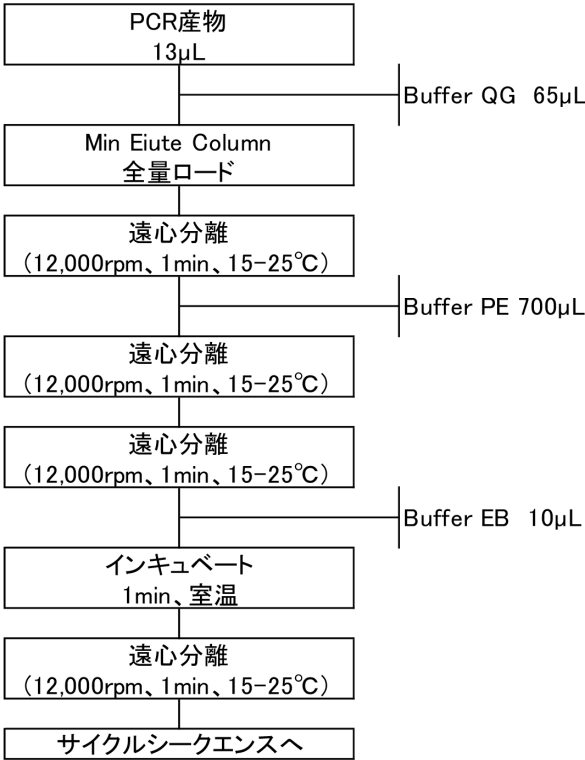 PCR産物
13μL
Buffer QG 65μL
Min Eiute Column
全量ロード
遠心分離
(12,000rpm、1min、15-25℃)
Buffer PE 700μL
遠心分離
(12,000rpm、1min、15-25℃)
遠心分離
(12,000rpm、1min、15-25℃)
Buffer EB 10μL
インキュベート
1min、室温
遠心分離
(12,000rpm、1min、15-25℃)
サイクルシークエンスへ